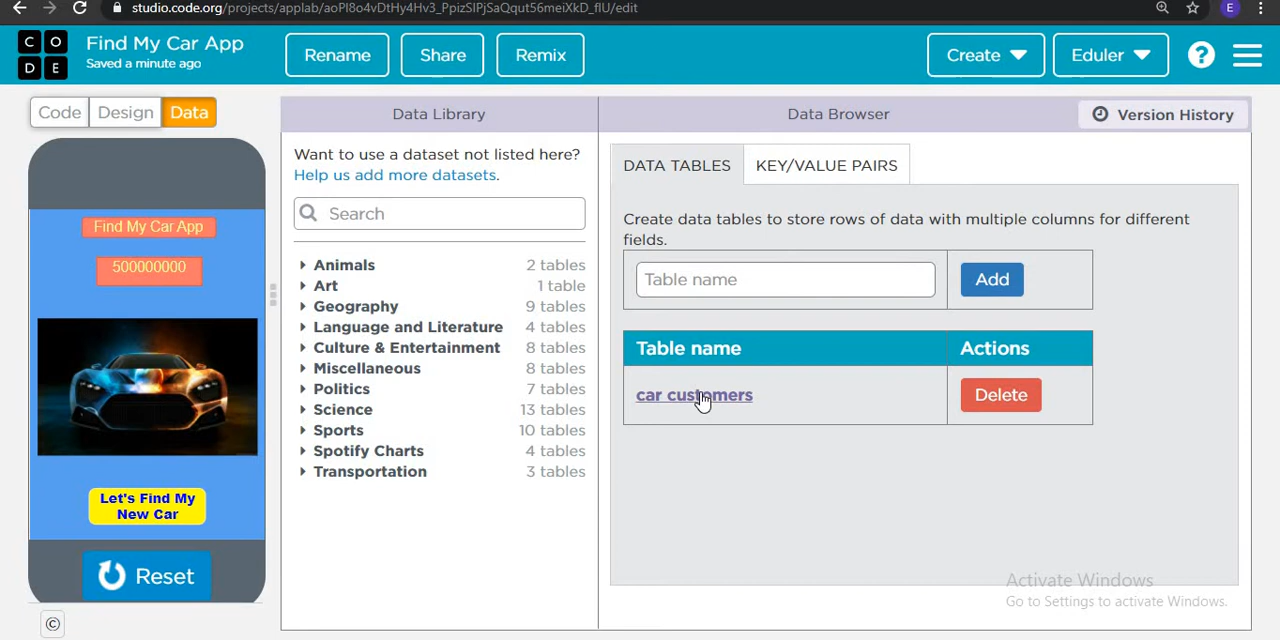 studio.code.org/projects/applab/aoPI8o4vDtHy4Hv3_PpizSIPjSaQqut56meiXkD_flU/edit
E
C O
D E
Find My Car App
Saved a minute ago
Rename
Share
Remix
Create
Eduler
?
Code
Design
Data
Data Library
Data Browser
Version History
Find My Car App
500000000
Let's Find My
New Car
Reset
©
Want to use a dataset not listed here?
Help us add more datasets.
Search
Animals 2 tables
Art 1 table
Geography 9 tables
Language and Literature 4 tables
Culture & Entertainment 8 tables
Miscellaneous 8 tables
Politics 7 tables
Science 13 tables
Sports 10 tables
Spotify Charts 4 tables
Transportation 3 tables
DATA TABLES
KEY/VALUE PAIRS
Create data tables to store rows of data with multiple columns for different
fields.
Table name
Add
Table name Actions
car customers Delete
Activate Windows
Go to Settings to activate Windows.